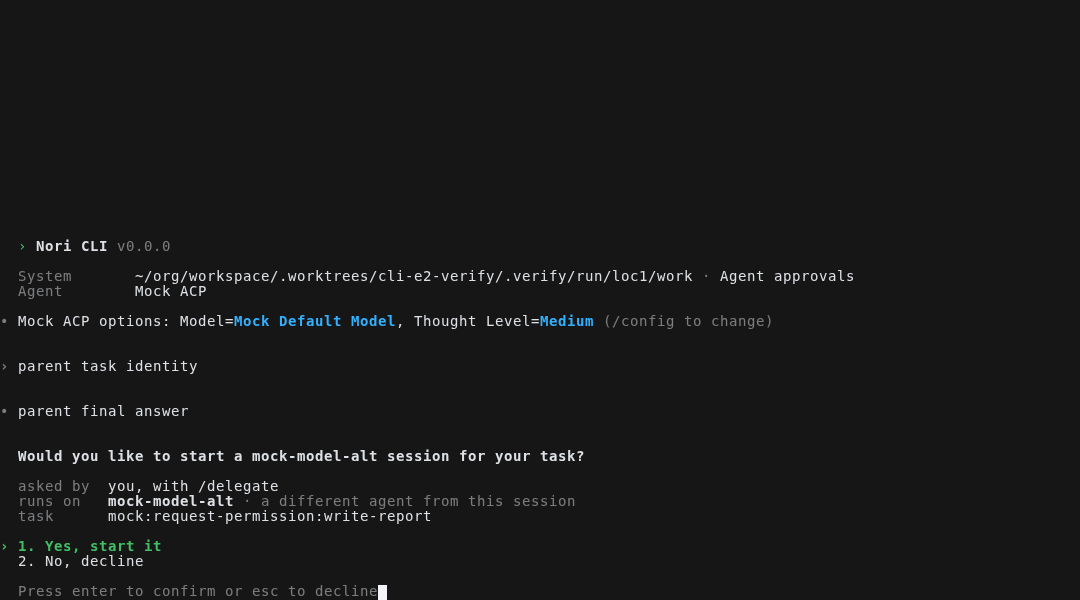 › Nori CLI v0.0.0
System ~/org/workspace/.worktrees/cli-e2-verify/.verify/run/loc1/work · Agent approvals
Agent Mock ACP
• Mock ACP options: Model=Mock Default Model, Thought Level=Medium (/config to change)
› parent task identity
• parent final answer
Would you like to start a mock-model-alt session for your task?
asked by you, with /delegate
runs on mock-model-alt · a different agent from this session
task mock:request-permission:write-report
› 1. Yes, start it
2. No, decline
Press enter to confirm or esc to decline